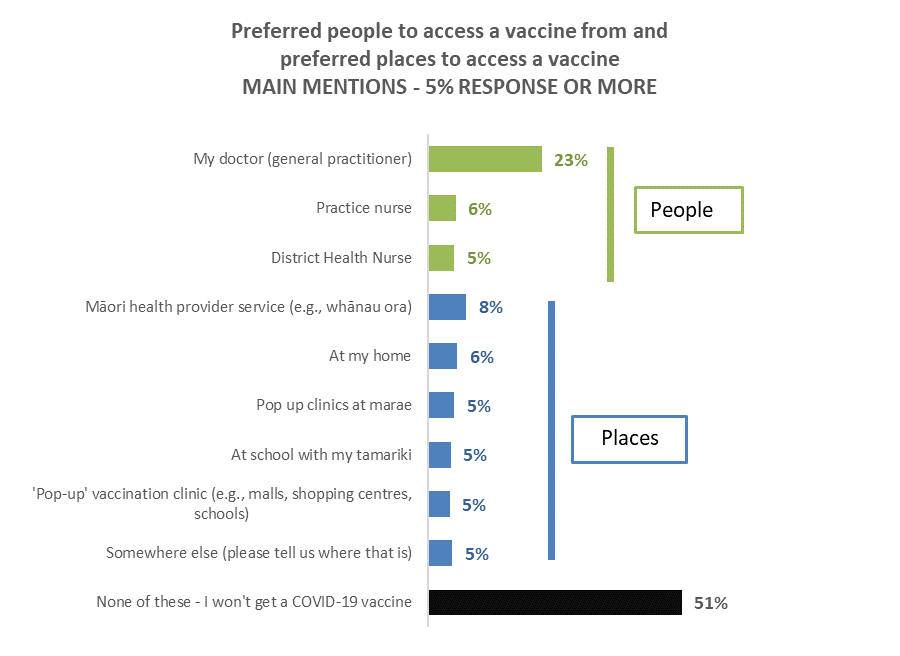 Preferred people to access a vaccine from and
preferred places to access a vaccine
MAIN MENTIONS - 5% RESPONSE OR MORE
My doctor (general practitioner) 23%
Practice nurse 6%
District Health Nurse 5%
People
Māori health provider service (e.g., whānau ora) 8%
At my home 6%
Pop up clinics at marae 5%
At school with my tamariki 5%
'Pop-up' vaccination clinic (e.g., malls, shopping centres,
schools) 5%
Somewhere else (please tell us where that is) 5%
Places
None of these - I won't get a COVID-19 vaccine 51%